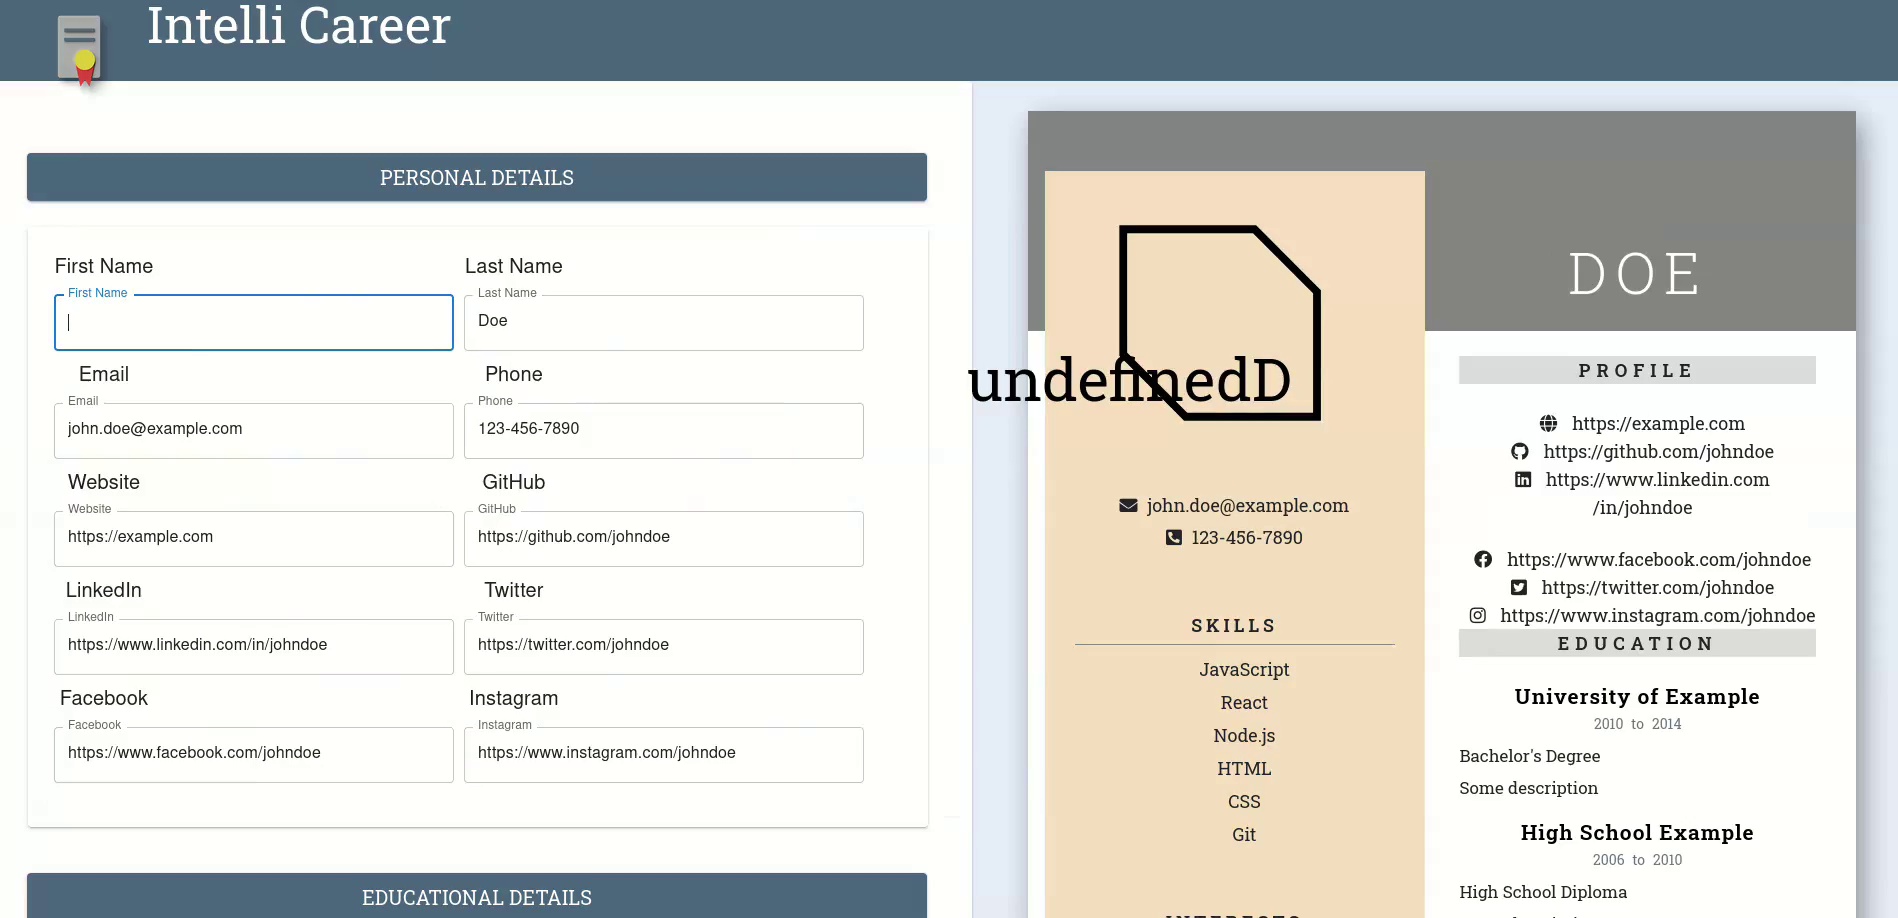 Intelli Career
PERSONAL DETAILS
First Name
Last Name
First Name
Last Name
Doe
Email
Phone
Email
Phone
john.doe@example.com
123-456-7890
Website
GitHub
Website
GitHub
https://example.com
https://github.com/johndoe
LinkedIn
Twitter
LinkedIn
Twitter
https://www.linkedin.com/in/johndoe
https://twitter.com/johndoe
Facebook
Instagram
Facebook
Instagram
https://www.facebook.com/johndoe
https://www.instagram.com/johndoe
EDUCATIONAL DETAILS
undefinedD
john.doe@example.com
123-456-7890
SKILLS
JavaScript
React
Node.js
HTML
CSS
Git
INTERESTS
DOE
PROFILE
https://example.com
https://github.com/johndoe
https://www.linkedin.com
/in/johndoe
https://www.facebook.com/johndoe
https://twitter.com/johndoe
https://www.instagram.com/johndoe
EDUCATION
University of Example
2010 to 2014
Bachelor's Degree
Some description
High School Example
2006 to 2010
High School Diploma